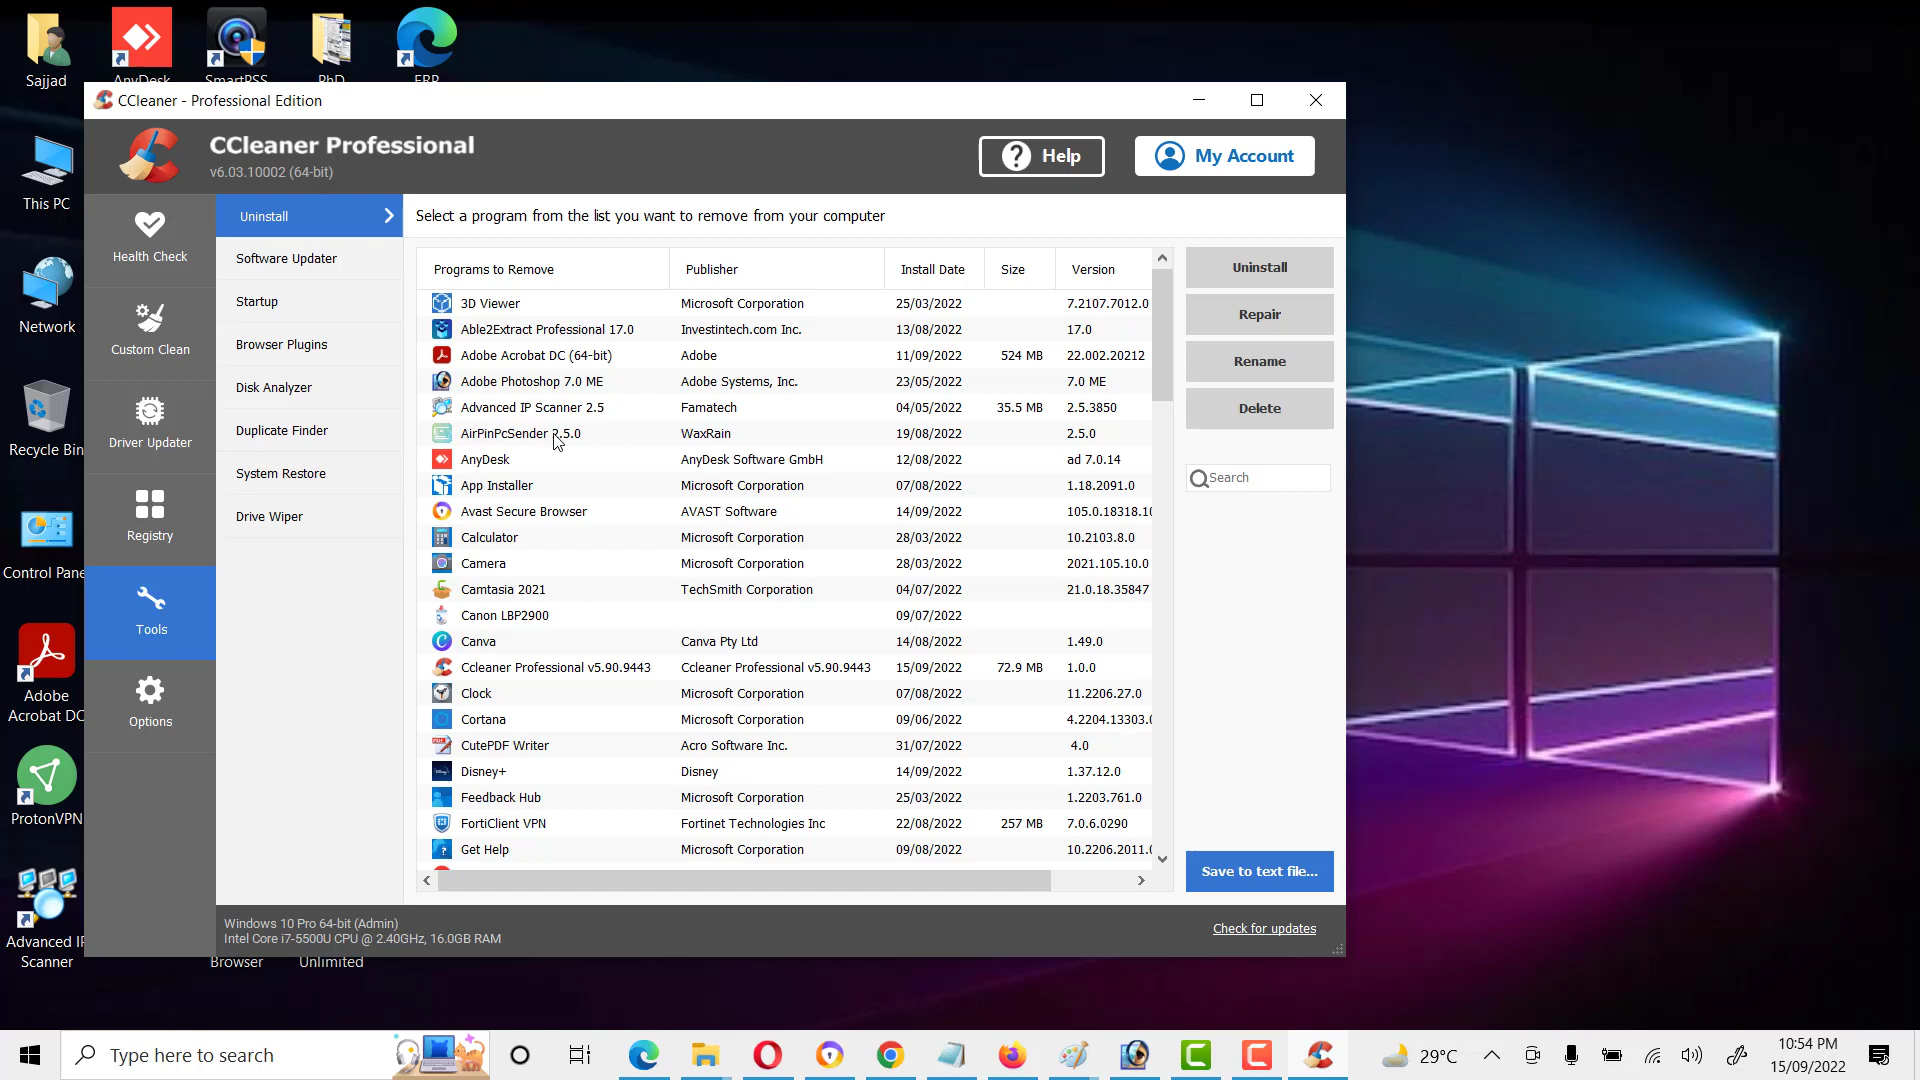 Sajjad
AnyDesk
SmartPSS
PhD
ERP
This PC
Network
Recycle Bin
Control Pane
Adobe
Acrobat DC
ProtonVPN
Advanced IP
Scanner
Browser
Unlimited
CCleaner - Professional Edition
CCleaner Professional
v6.03.10002 (64-bit)
Help
My Account
Health Check
Custom Clean
Driver Updater
Registry
Tools
Options
Uninstall
Software Updater
Startup
Browser Plugins
Disk Analyzer
Duplicate Finder
System Restore
Drive Wiper
Select a program from the list you want to remove from your computer
Programs to Remove Publisher Install Date Size Version
3D Viewer Microsoft Corporation 25/03/2022 7.2107.7012.0
Able2Extract Professional 17.0 Investintech.com Inc. 13/08/2022 17.0
Adobe Acrobat DC (64-bit) Adobe 11/09/2022 524 MB 22.002.20212
Adobe Photoshop 7.0 ME Adobe Systems, Inc. 23/05/2022 7.0 ME
Advanced IP Scanner 2.5 Famatech 04/05/2022 35.5 MB 2.5.3850
AirPinPcSender 2.5.0 WaxRain 19/08/2022 2.5.0
AnyDesk AnyDesk Software GmbH 12/08/2022 ad 7.0.14
App Installer Microsoft Corporation 07/08/2022 1.18.2091.0
Avast Secure Browser AVAST Software 14/09/2022 105.0.18318.10
Calculator Microsoft Corporation 28/03/2022 10.2103.8.0
Camera Microsoft Corporation 28/03/2022 2021.105.10.0
Camtasia 2021 TechSmith Corporation 04/07/2022 21.0.18.35847
Canon LBP2900 09/07/2022
Canva Canva Pty Ltd 14/08/2022 1.49.0
Ccleaner Professional v5.90.9443 Ccleaner Professional v5.90.9443 15/09/2022 72.9 MB 1.0.0
Clock Microsoft Corporation 07/08/2022 11.2206.27.0
Cortana Microsoft Corporation 09/06/2022 4.2204.13303.0
CutePDF Writer Acro Software Inc. 31/07/2022 4.0
Disney+ Disney 14/09/2022 1.37.12.0
Feedback Hub Microsoft Corporation 25/03/2022 1.2203.761.0
FortiClient VPN Fortinet Technologies Inc 22/08/2022 257 MB 7.0.6.0290
Get Help Microsoft Corporation 09/08/2022 10.2206.2011.0
Uninstall
Repair
Rename
Delete
Search
Save to text file...
Windows 10 Pro 64-bit (Admin)
Intel Core i7-5500U CPU @ 2.40GHz, 16.0GB RAM
Check for updates
Type here to search
29°C
10:54 PM
15/09/2022